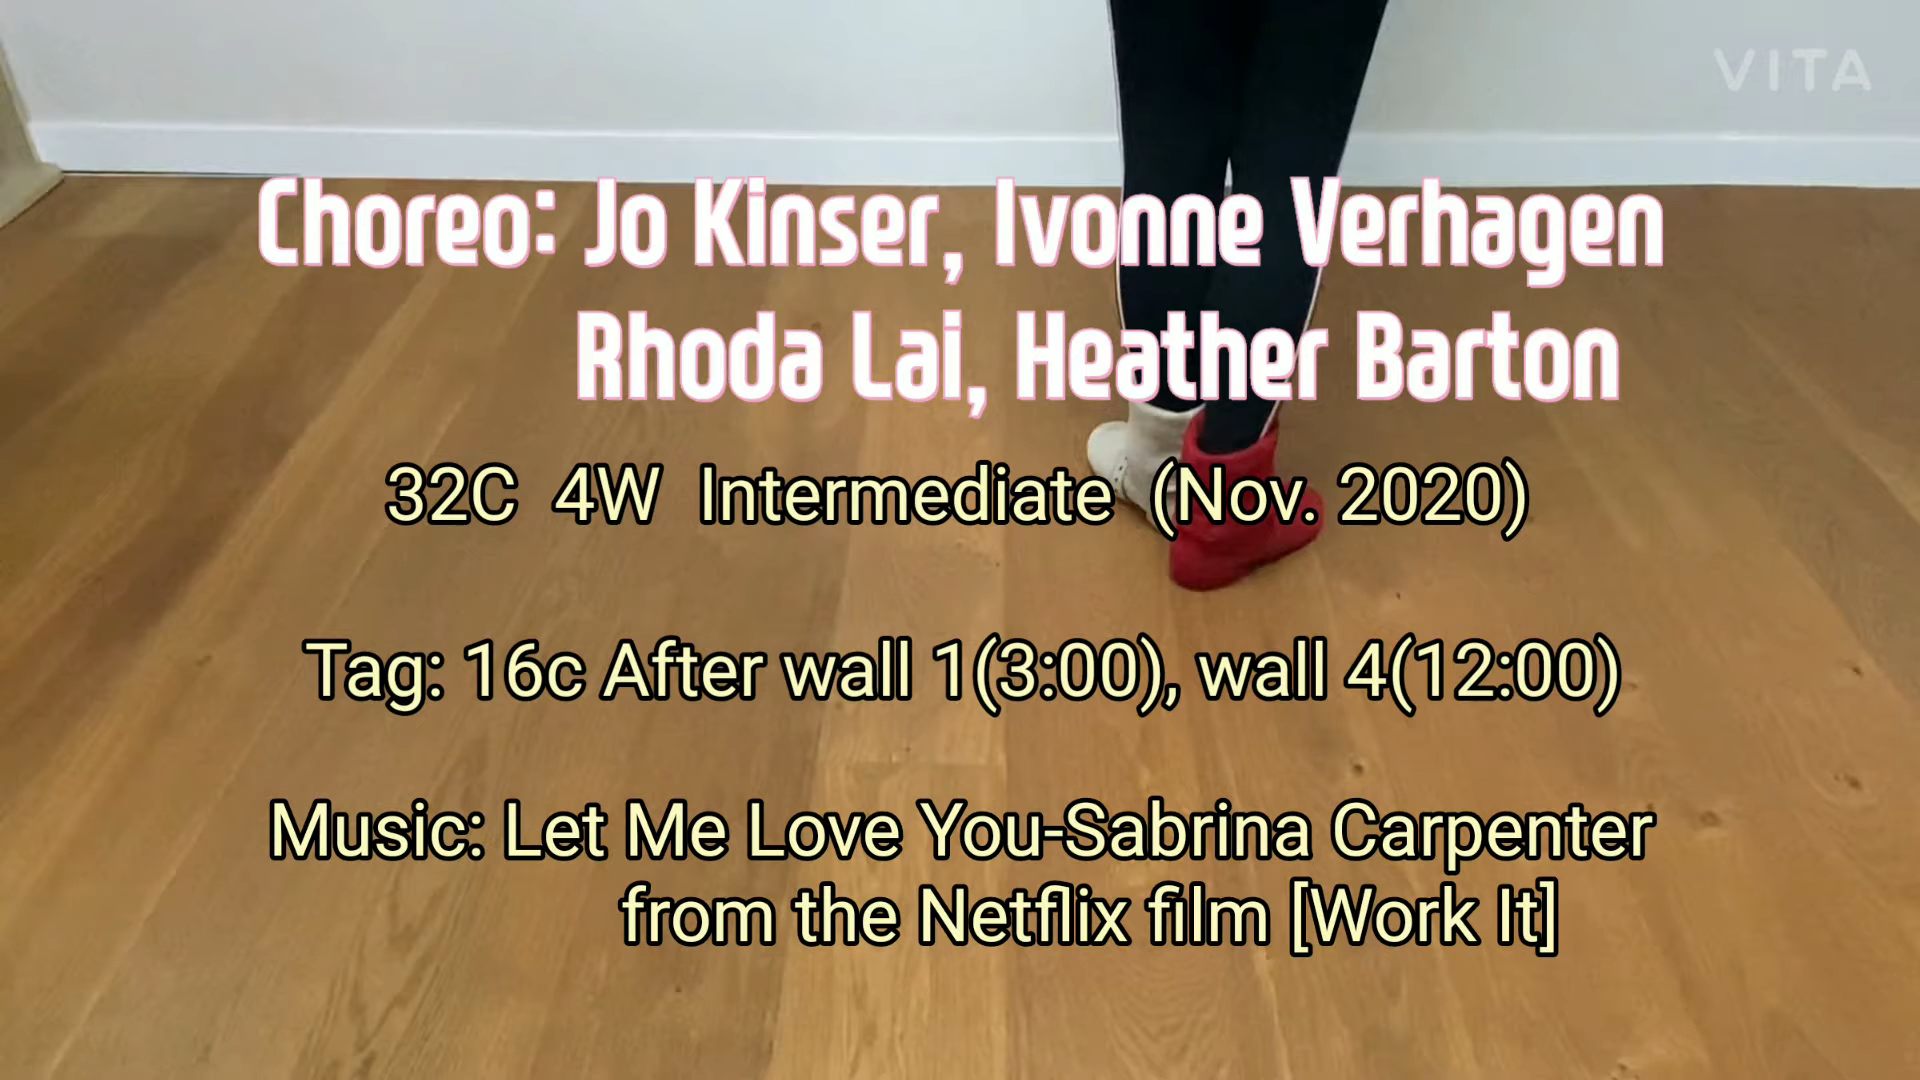 VITA
Choreo: Jo Kinser, Ivonne Verhagen
Rhoda Lai, Heather Barton
32C 4W Intermediate (Nov. 2020)
Tag: 16c After wall 1(3:00), wall 4(12:00)
Music: Let Me Love You-Sabrina Carpenter
from the Netflix film [Work It]